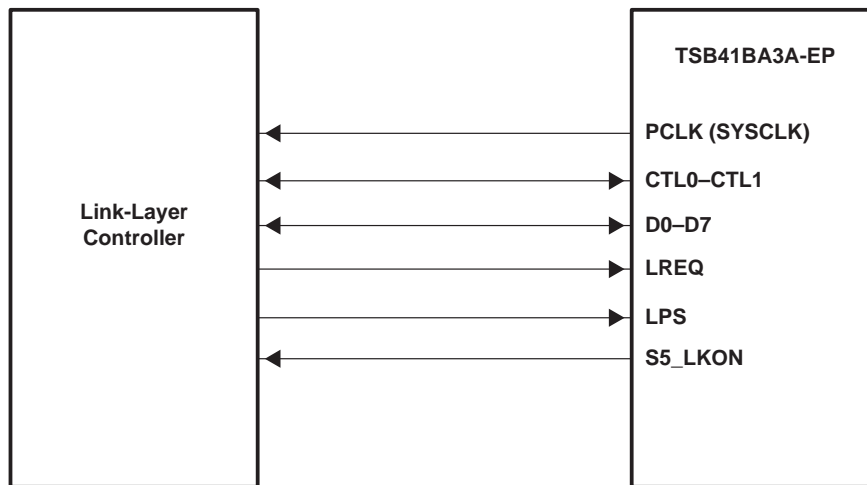 TSB41BA3A-EP
PCLK (SYSCLK)
CTL0–CTL1
Link-Layer
Controller
D0–D7
LREQ
LPS
S5_LKON